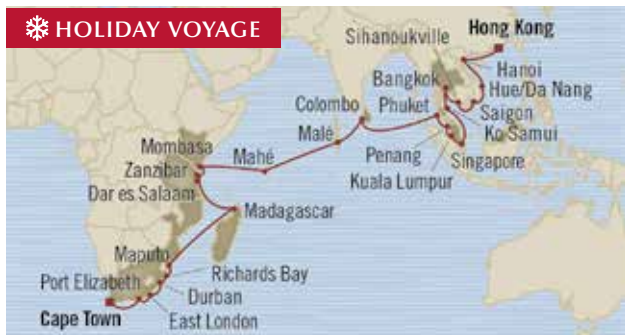 HOLIDAY VOYAGE
Hong Kong
Sihanoukville
Hanoi
Bangkok
Hue/Da Nang
Colombo
Phuket
Saigon
Ko Samui
Mombasa
Malé
Penang
Zanzibar
Mahé
Singapore
Kuala Lumpur
Dar es Salaam
Madagascar
Maputo
Richards Bay
Port Elizabeth
Durban
Cape Town
East London